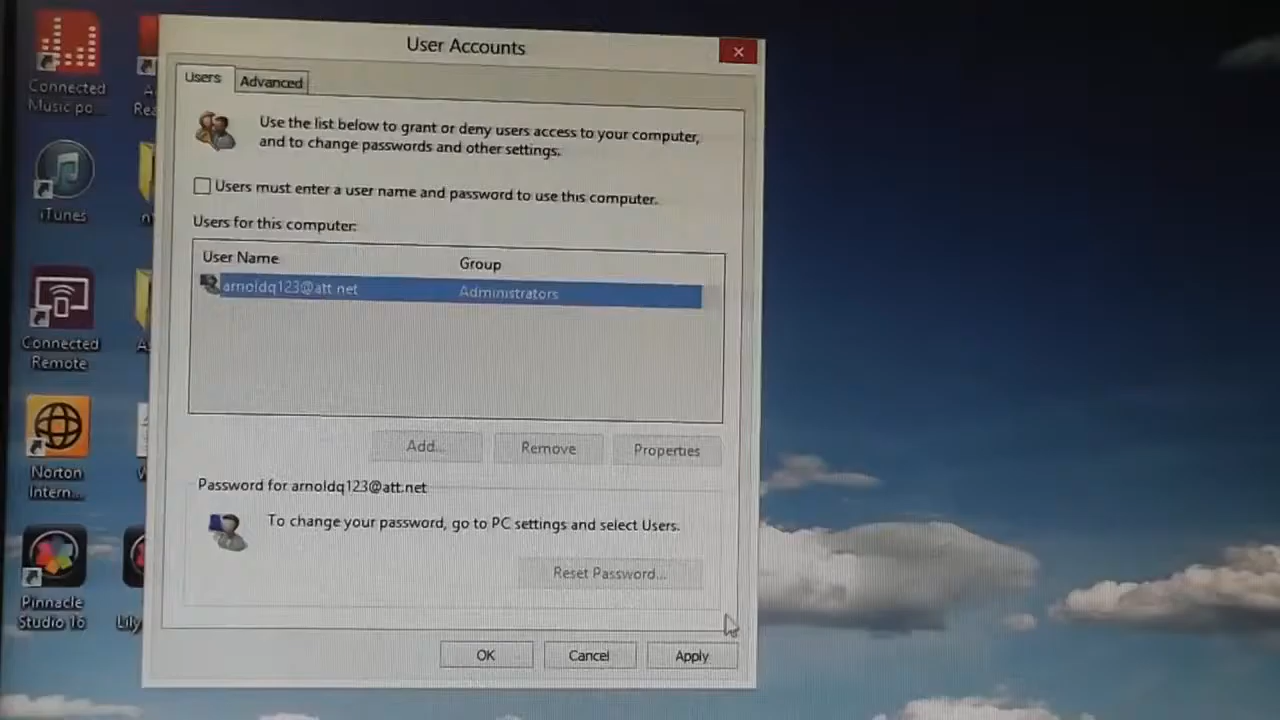 User Accounts
Users
Advanced
Use the list below to grant or deny users access to your computer,
and to change passwords and other settings.
Users must enter a user name and password to use this computer.
Users for this computer:
User Name
Group
arnoldq123@att.net
Administrators
Add...
Remove
Properties
Password for arnoldq123@att.net
To change your password, go to PC settings and select Users.
Reset Password...
OK
Cancel
Apply
Connected
Music po...
iTunes
Connected
Remote
Norton
Intern...
Pinnacle
Studio 16
Rea
Lily